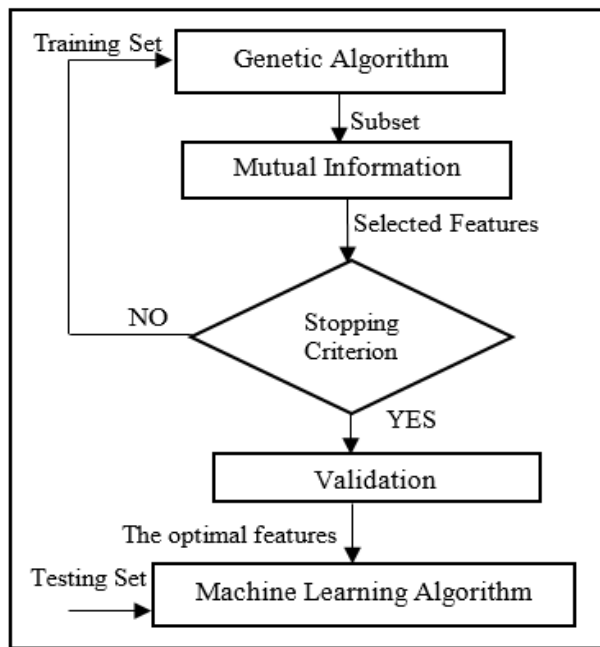 Training Set
Genetic Algorithm
Subset
Mutual Information
Selected Features
NO
Stopping
Criterion
YES
Validation
The optimal features
Testing Set
Machine Learning Algorithm